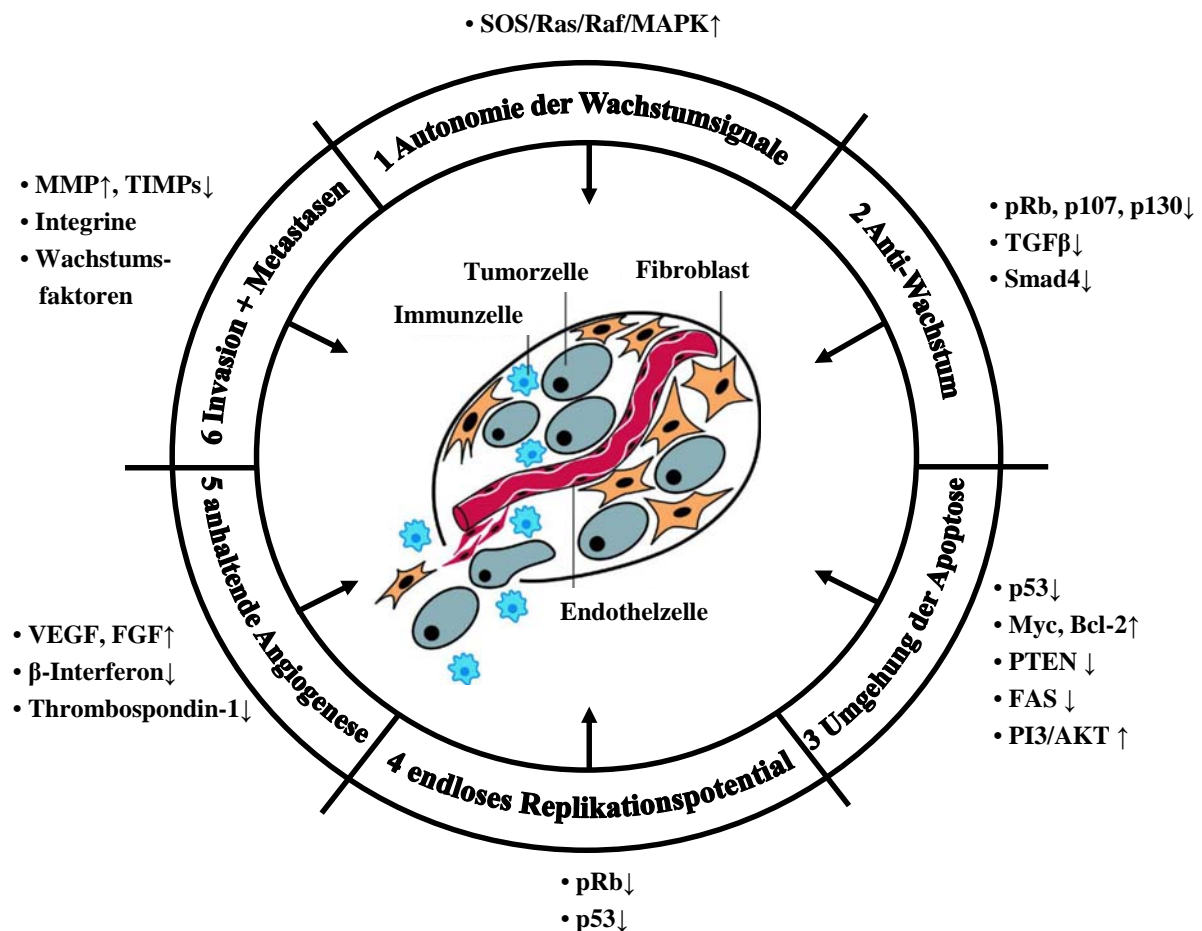 • SOS/Ras/Raf/MAPK↑
1 Autonomie der Wachstumsignale
• MMP↑, TIMPs↓
• Integrine
• Wachstums-
faktoren
6 Invasion + Metastasen
2 Anti-Wachstum
• pRb, p107, p130↓
• TGFβ↓
• Smad4↓
Tumorzelle
Fibroblast
Immunzelle
Endothelzelle
5 anhaltende Angiogenese
• VEGF, FGF↑
• β-Interferon↓
• Thrombospondin-1↓
3 Umgehung der Apoptose
• p53↓
• Myc, Bcl-2↑
• PTEN ↓
• FAS ↓
• PI3/AKT ↑
4 endloses Replikationspotential
• pRb↓
• p53↓